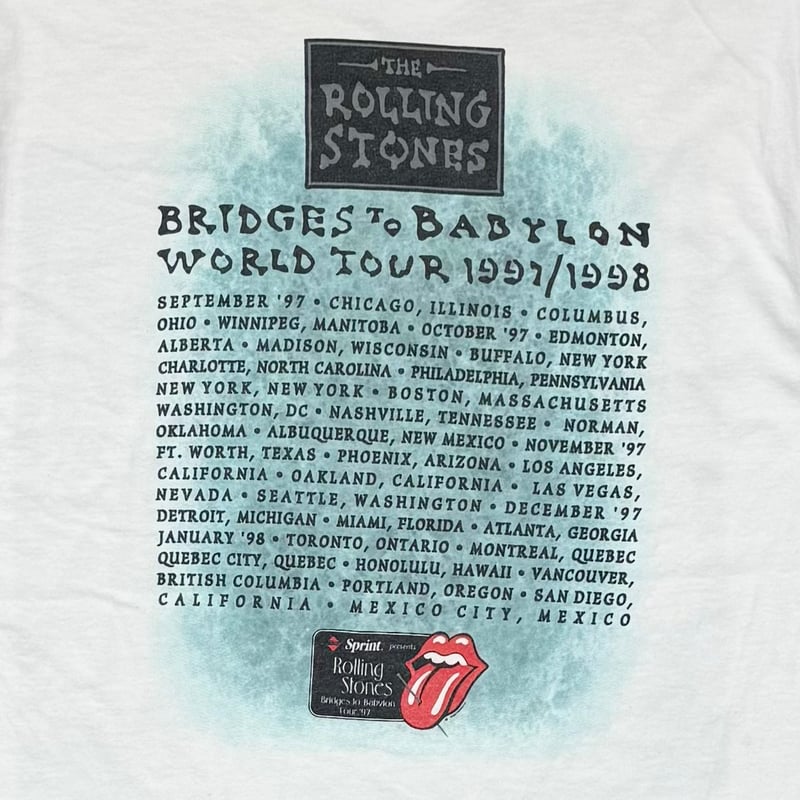 THE
ROLLING
STONES
BRIDGES TO BABYLON
WORLD TOUR 1997/1998
SEPTEMBER '97 • CHICAGO, ILLINOIS • COLUMBUS,
OHIO • WINNIPEG, MANITOBA • OCTOBER '97 • EDMONTON,
ALBERTA • MADISON, WISCONSIN • BUFFALO, NEW YORK
CHARLOTTE, NORTH CAROLINA • PHILADELPHIA, PENNSYLVANIA
NEW YORK, NEW YORK • BOSTON, MASSACHUSETTS
WASHINGTON, DC • NASHVILLE, TENNESSEE • NORMAN,
OKLAHOMA • ALBUQUERQUE, NEW MEXICO • NOVEMBER '97
FT. WORTH, TEXAS • PHOENIX, ARIZONA • LOS ANGELES,
CALIFORNIA • OAKLAND, CALIFORNIA • LAS VEGAS,
NEVADA • SEATTLE, WASHINGTON • DECEMBER '97
DETROIT, MICHIGAN • MIAMI, FLORIDA • ATLANTA, GEORGIA
JANUARY '98 • TORONTO, ONTARIO • MONTREAL, QUEBEC
QUEBEC CITY, QUEBEC • HONOLULU, HAWAII • VANCOUVER,
BRITISH COLUMBIA • PORTLAND, OREGON • SAN DIEGO,
CALIFORNIA • MEXICO CITY, MEXICO
Sprint. presents
Rolling
Stones
Bridges to Babylon
Tour '97